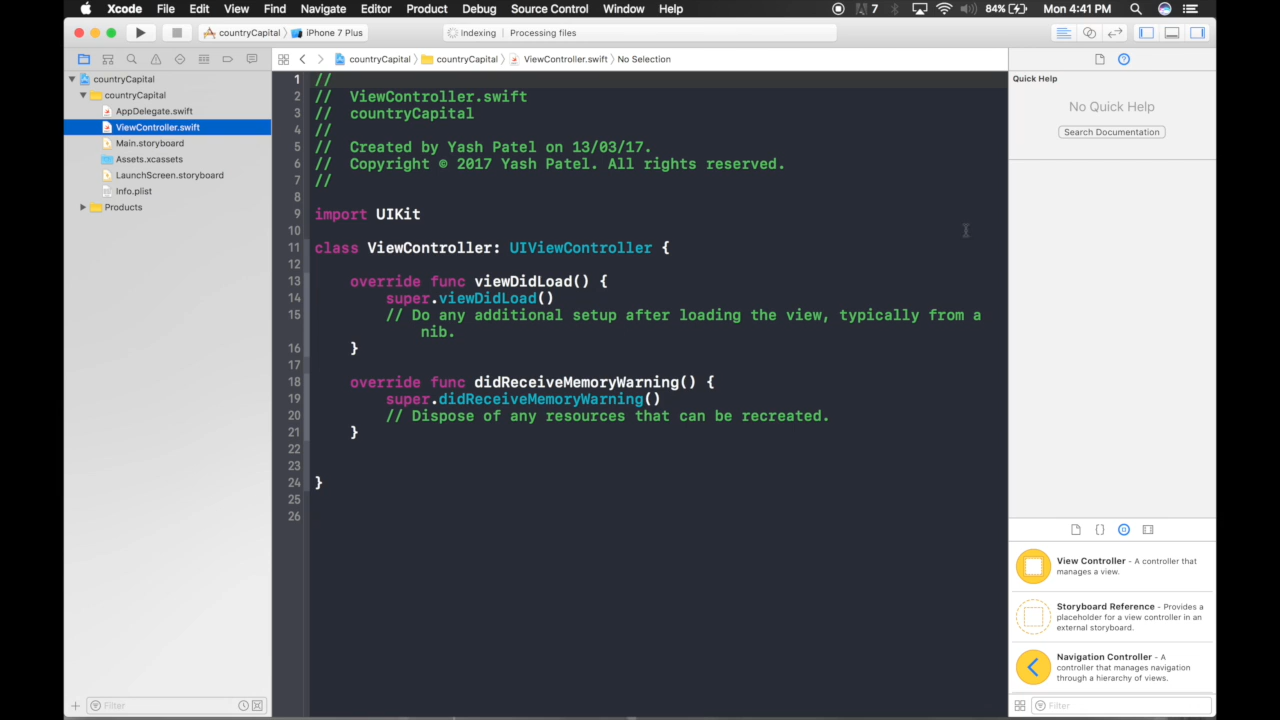 Xcode File Edit View Find Navigate Editor Product Debug Source Control Window Help 7 84% Mon 4:41 PM
countryCapital iPhone 7 Plus Indexing Processing files
countryCapital countryCapital ViewController.swift No Selection
countryCapital
countryCapital
AppDelegate.swift
ViewController.swift
Main.storyboard
Assets.xcassets
LaunchScreen.storyboard
Info.plist
Products
Filter
1 //
2 // ViewController.swift
3 // countryCapital
4 //
5 // Created by Yash Patel on 13/03/17.
6 // Copyright © 2017 Yash Patel. All rights reserved.
7 //
8
9 import UIKit
10
11 class ViewController: UIViewController {
12
13 override func viewDidLoad() {
14 super.viewDidLoad()
15 // Do any additional setup after loading the view, typically from a
nib.
16 }
17
18 override func didReceiveMemoryWarning() {
19 super.didReceiveMemoryWarning()
20 // Dispose of any resources that can be recreated.
21 }
22
23
24 }
25
26
Quick Help
No Quick Help
Search Documentation
{}
View Controller - A controller that
manages a view.
Storyboard Reference - Provides a
placeholder for a view controller in an
external storyboard.
Navigation Controller - A
controller that manages navigation
through a hierarchy of views.
Filter